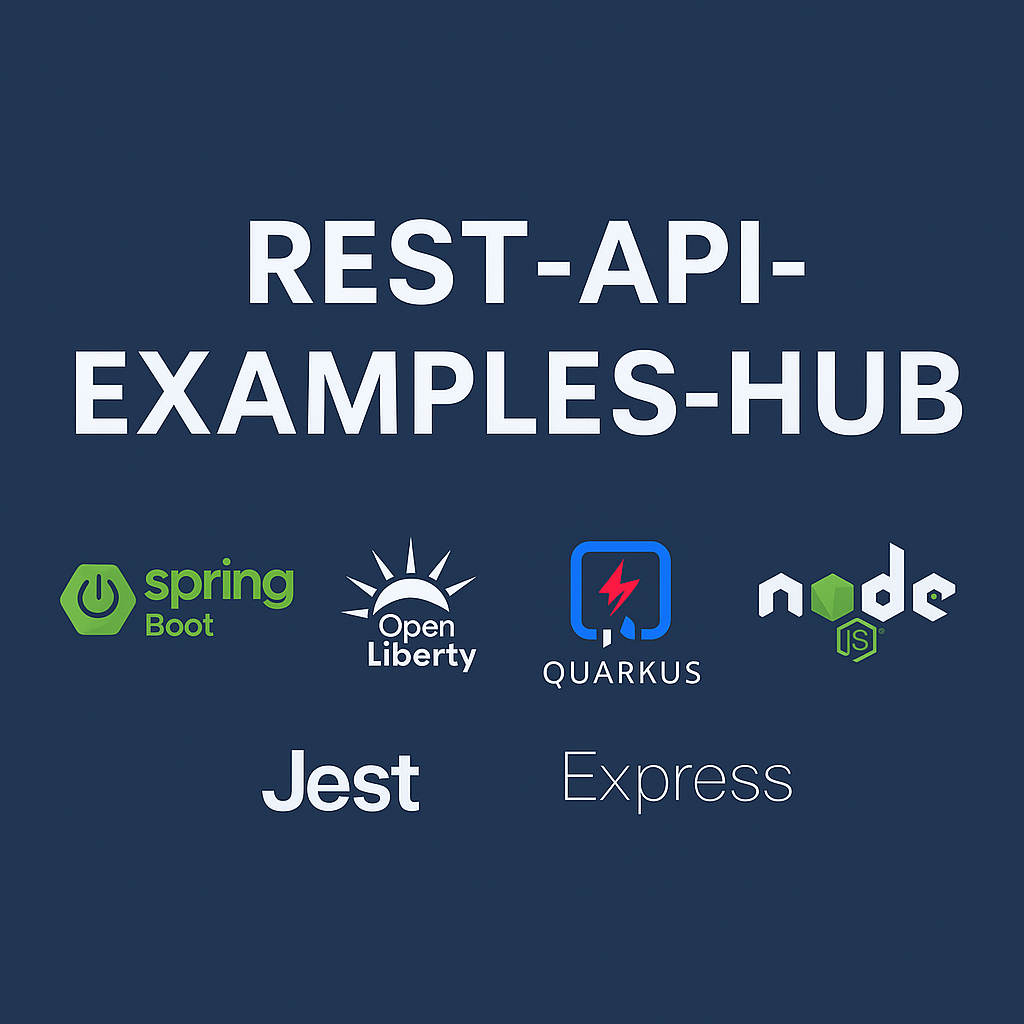 REST-API-
EXAMPLES-HUB
spring
Boot
Open
Liberty
QUARKUS
node
JS®
Jest
Express